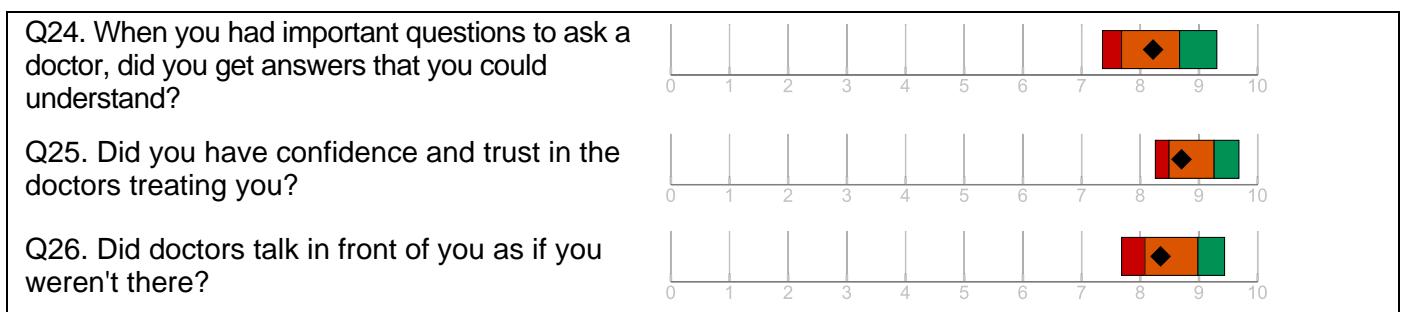 Q24. When you had important questions to ask a
doctor, did you get answers that you could
understand?
0 1 2 3 4 5 6 7 8 9 10
Q25. Did you have confidence and trust in the
doctors treating you?
0 1 2 3 4 5 6 7 8 9 10
Q26. Did doctors talk in front of you as if you
weren't there?
0 1 2 3 4 5 6 7 8 9 10